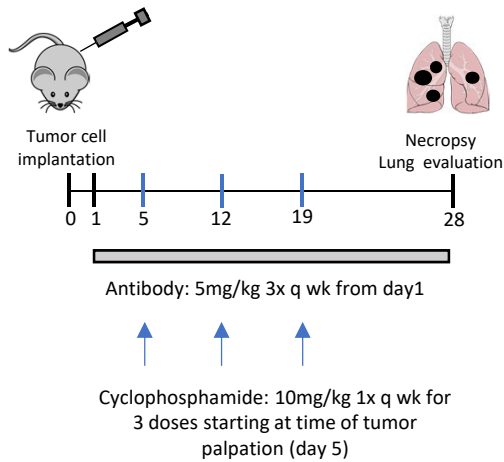 Tumor cell
implantation
Necropsy
Lung evaluation
0 1 5 12 19 28
Antibody: 5mg/kg 3x q wk from day1
Cyclophosphamide: 10mg/kg 1x q wk for
3 doses starting at time of tumor
palpation (day 5)